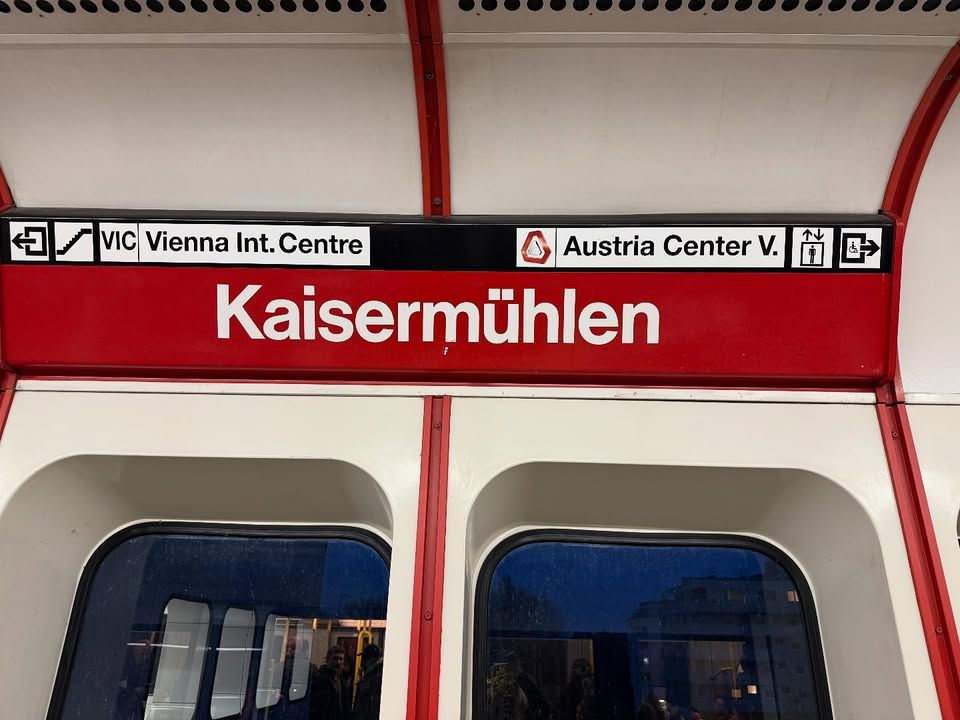 VIC Vienna Int. Centre
Austria Center V.
Kaisermühlen